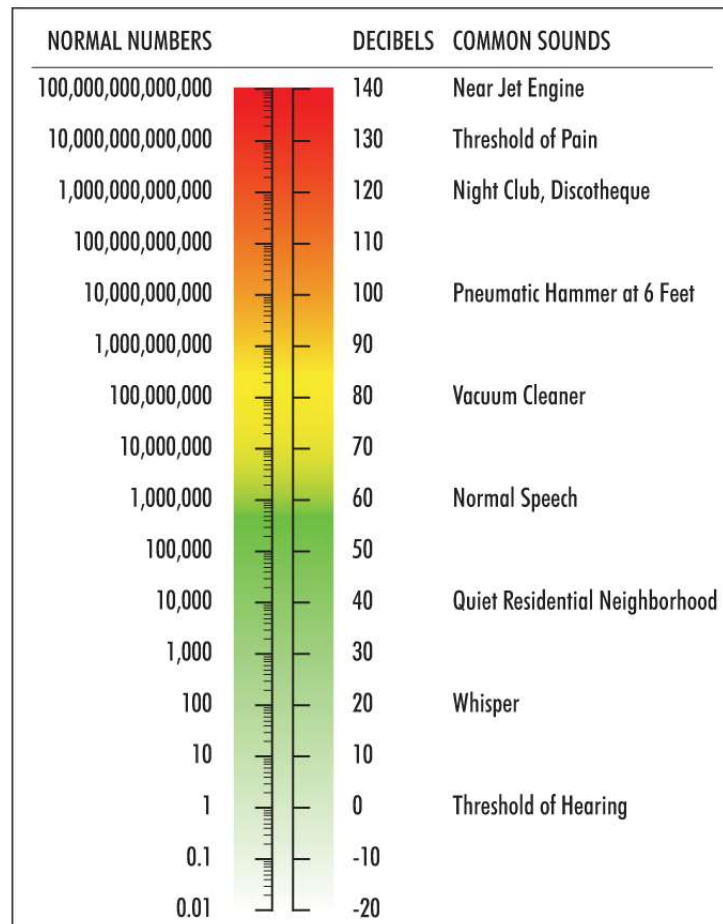 NORMAL NUMBERS DECIBELS COMMON SOUNDS
100,000,000,000,000 140 Near Jet Engine
10,000,000,000,000 130 Threshold of Pain
1,000,000,000,000 120 Night Club, Discotheque
100,000,000,000 110
10,000,000,000 100 Pneumatic Hammer at 6 Feet
1,000,000,000 90
100,000,000 80 Vacuum Cleaner
10,000,000 70
1,000,000 60 Normal Speech
100,000 50
10,000 40 Quiet Residential Neighborhood
1,000 30
100 20 Whisper
10 10
1 0 Threshold of Hearing
0.1 -10
0.01 -20